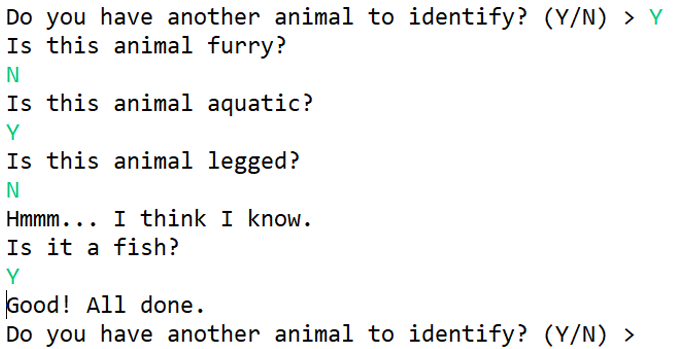 Do you have another animal to identify? (Y/N) > Y
Is this animal furry?
N
Is this animal aquatic?
Y
Is this animal legged?
N
Hmmm... I think I know.
Is it a fish?
Y
Good! All done.
Do you have another animal to identify? (Y/N) >